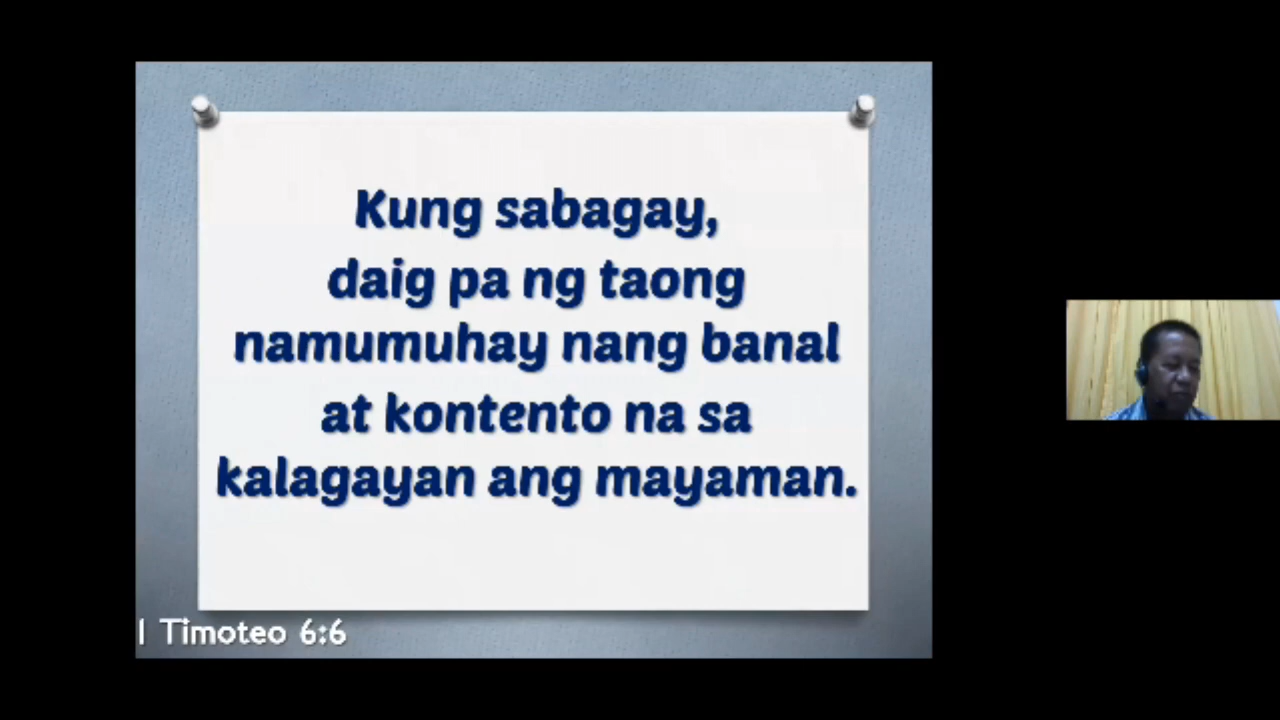 Kung sabagay,
daig pa ng taong
namumuhay nang banal
at kontento na sa
kalagayan ang mayaman.
1 Timoteo 6:6